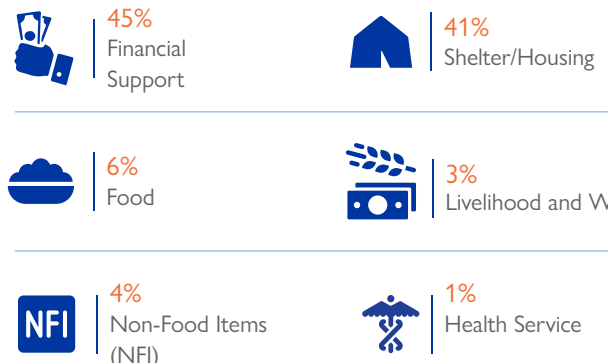 45%
Financial
Support
41%
Shelter/Housing
6%
Food
3%
Livelihood and
NFI
4%
Non-Food Items
(NFI)
1%
Health Service